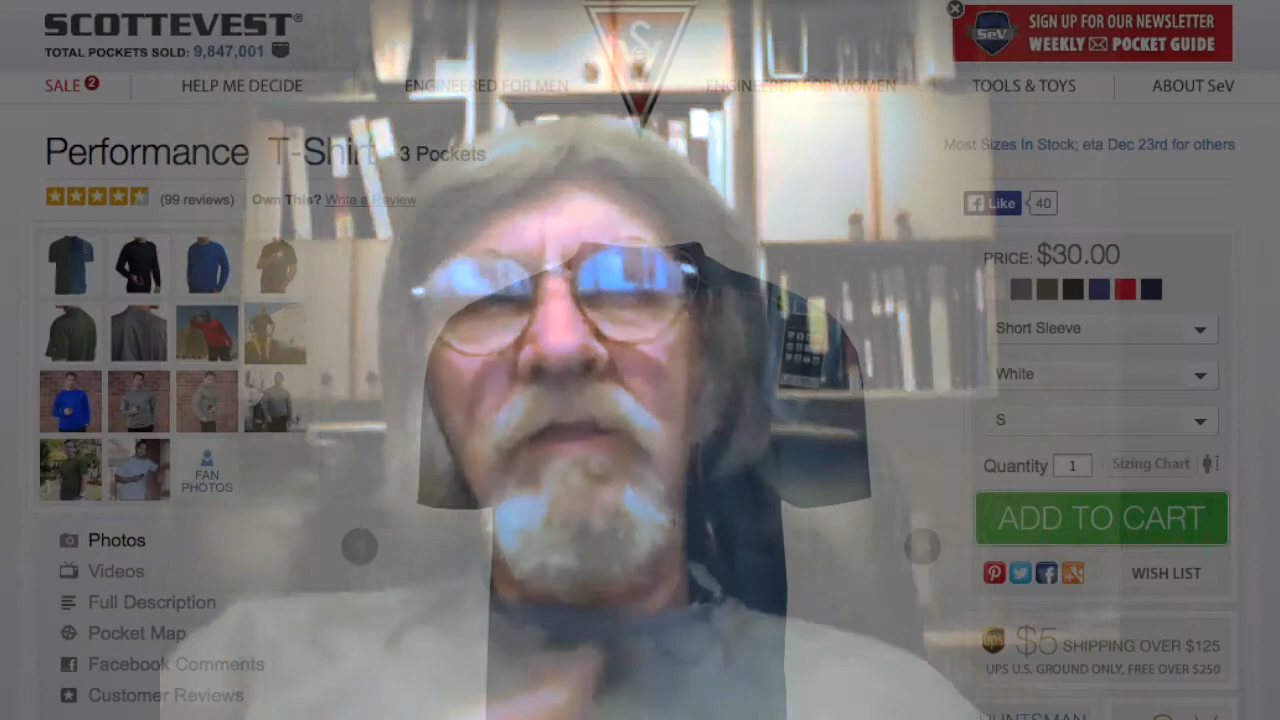 SCOTTEVEST®
TOTAL POCKETS SOLD: 9,847,001
SeV
SIGN UP FOR OUR NEWSLETTER
WEEKLY POCKET GUIDE
SALE 2
HELP ME DECIDE
ENGINEERED FOR MEN
SeV
ENGINEERED FOR WOMEN
TOOLS & TOYS
ABOUT SeV
Performance T-Shirt - 3 Pockets
Most Sizes In Stock; eta Dec 23rd for others
(99 reviews)
Own This? Write a Review
Like
40
PRICE: $30.00
Short Sleeve
White
S
Quantity 1
Sizing Chart
FAN
PHOTOS
ADD TO CART
Photos
Videos
Full Description
Pocket Map
Facebook Comments
Customer Reviews
WISH LIST
ups
$5 SHIPPING OVER $125
UPS U.S. GROUND ONLY, FREE OVER $250
HUNTSMAN